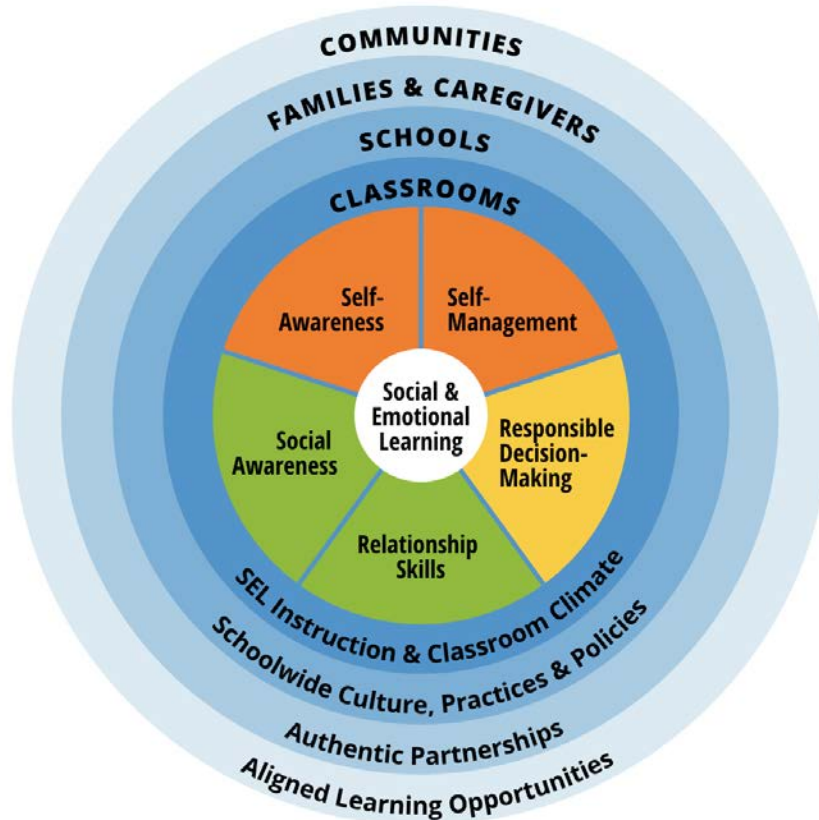 COMMUNITIES
FAMILIES & CAREGIVERS
SCHOOLS
CLASSROOMS
Self-
Awareness
Self-
Management
Social &
Emotional
Learning
Social
Awareness
Responsible
Decision-
Making
Relationship
Skills
SEL Instruction & Classroom Climate
Schoolwide Culture, Practices & Policies
Authentic Partnerships
Aligned Learning Opportunities